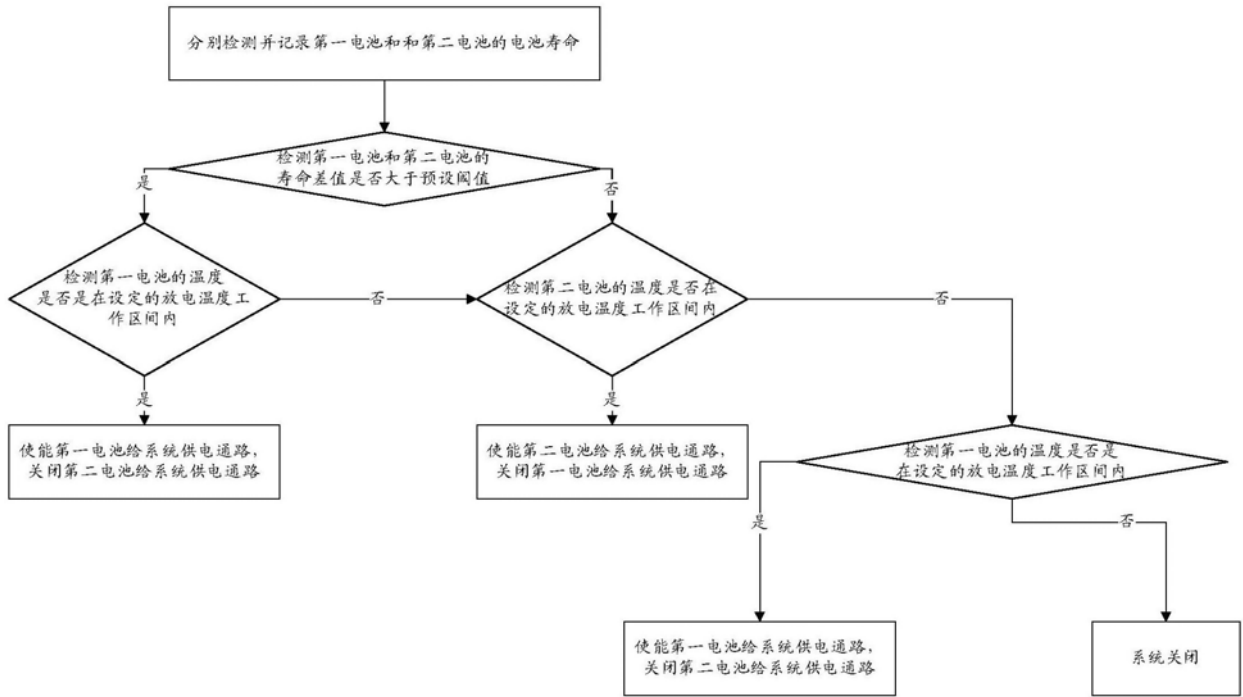 分别检测并记录第一电池和和第二电池的电池寿命
检测第一电池和第二电池的
寿命差值是否大于预设阈值
是
否
检测第一电池的温度
是否是在设定的放电温度工
作区间内
否
检测第二电池的温度是否在
设定的放电温度工作区间内
否
是
是
使能第一电池给系统供电通路，
关闭第二电池给系统供电通路
使能第二电池给系统供电通路，
关闭第一电池给系统供电通路
检测第一电池的温度是否是
在设定的放电温度工作区间内
是
否
使能第一电池给系统供电通路，
关闭第二电池给系统供电通路
系统关闭